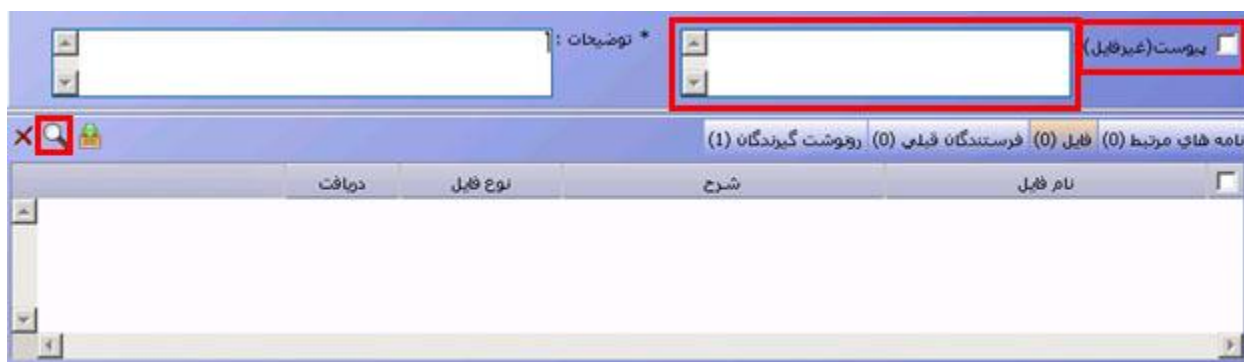 پیوست(غیرفایل)
* توضیحات :
نامه های مرتبط (0) فایل (0) فرستندگان قبلی (0) رونوشت گیرندگان (1)
نام فایل شرح نوع فایل دریافت